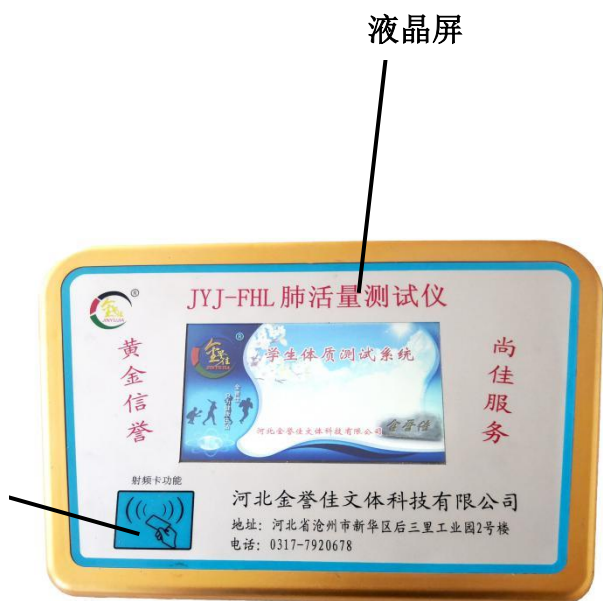 液晶屏
JYJ-FHL 肺活量测试仪
黄金信誉
尚佳服务
学生体质测试系统
河北金誉佳文体科技有限公司
金誉佳
射频卡功能
河北金誉佳文体科技有限公司
地址：河北省沧州市新华区后三里工业园2号楼
电话：0317-7920678